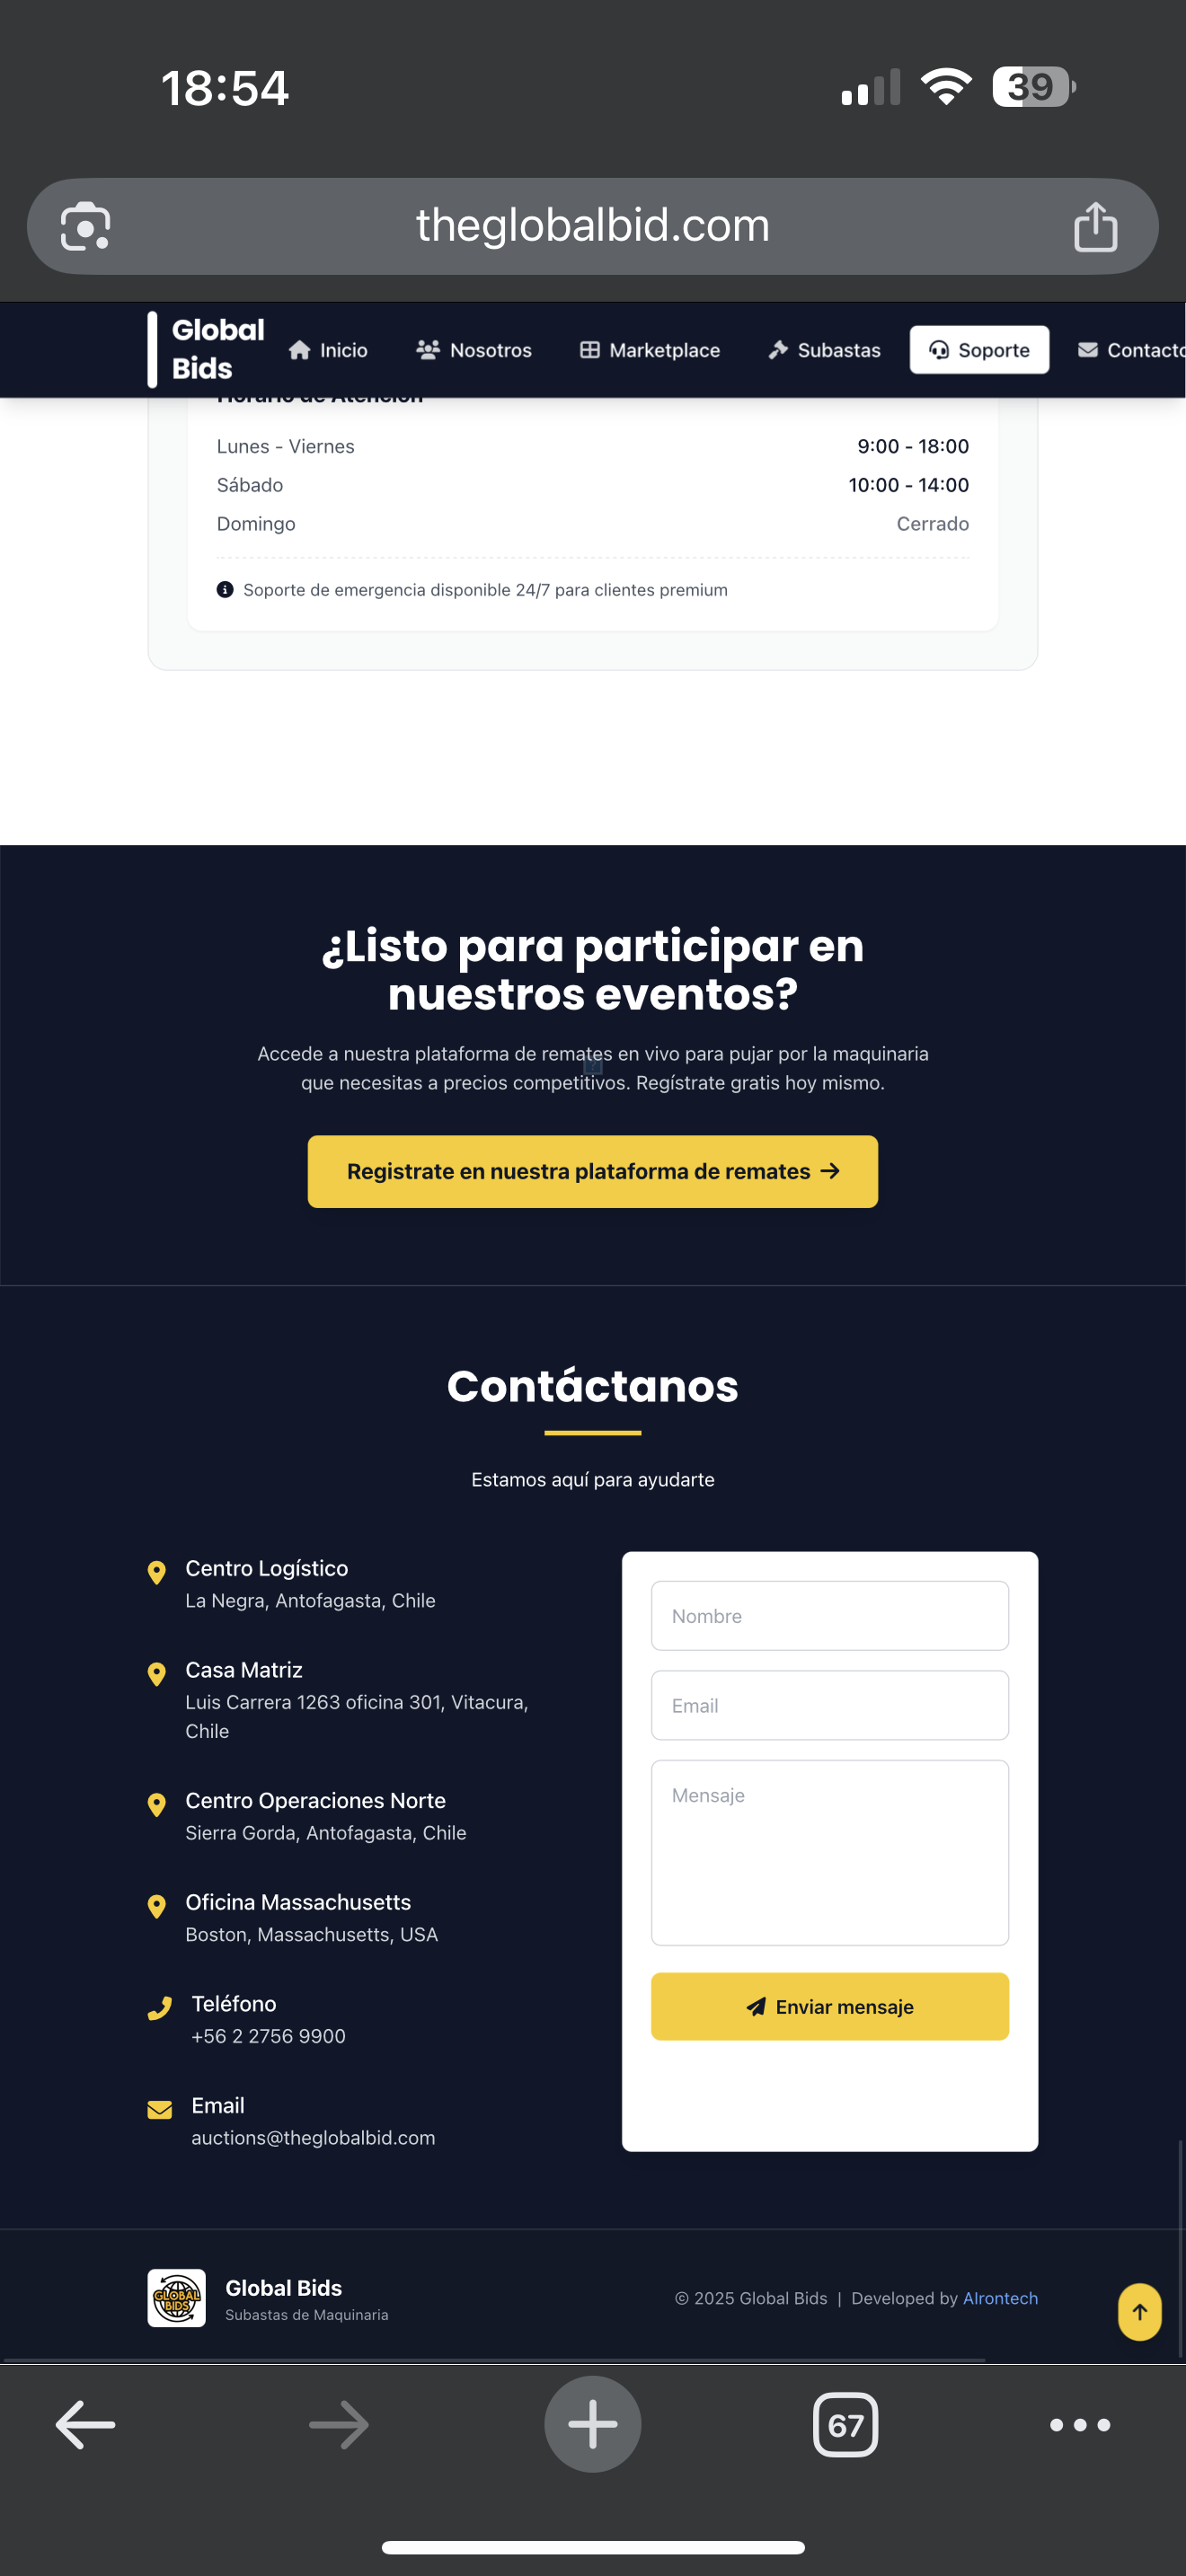 18:54
39
theglobalbid.com
Global
Bids
Inicio
Nosotros
Marketplace
Subastas
Soporte
Contacto
Horario de Atención
Lunes - Viernes
9:00 - 18:00
Sábado
10:00 - 14:00
Domingo
Cerrado
Soporte de emergencia disponible 24/7 para clientes premium
¿Listo para participar en
nuestros eventos?
Accede a nuestra plataforma de remates en vivo para pujar por la maquinaria
que necesitas a precios competitivos. Regístrate gratis hoy mismo.
Registrate en nuestra plataforma de remates
Contáctanos
Estamos aquí para ayudarte
Centro Logístico
La Negra, Antofagasta, Chile
Casa Matriz
Luis Carrera 1263 oficina 301, Vitacura,
Chile
Centro Operaciones Norte
Sierra Gorda, Antofagasta, Chile
Oficina Massachusetts
Boston, Massachusetts, USA
Teléfono
+56 2 2756 9900
Email
auctions@theglobalbid.com
Nombre
Email
Mensaje
Enviar mensaje
GLOBAL
BIDS
Global Bids
Subastas de Maquinaria
© 2025 Global Bids | Developed by AIrontech
67